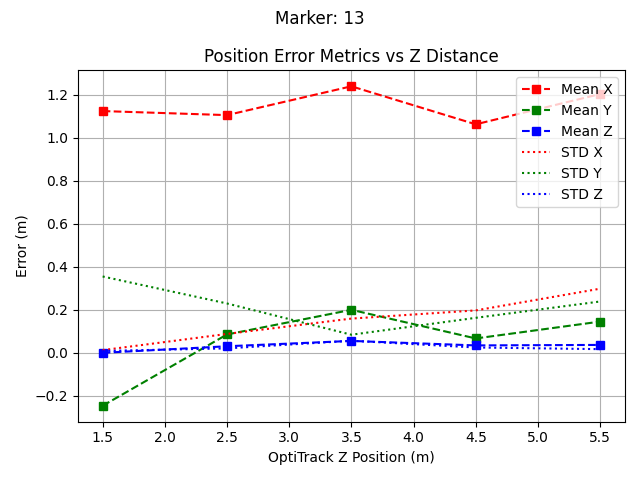 Marker: 13
Position Error Metrics vs Z Distance
Error (m)
1.2
1.0
0.8
0.6
0.4
0.2
0.0
−0.2
Mean X
Mean Y
Mean Z
STD X
STD Y
STD Z
1.5 2.0 2.5 3.0 3.5 4.0 4.5 5.0 5.5
OptiTrack Z Position (m)